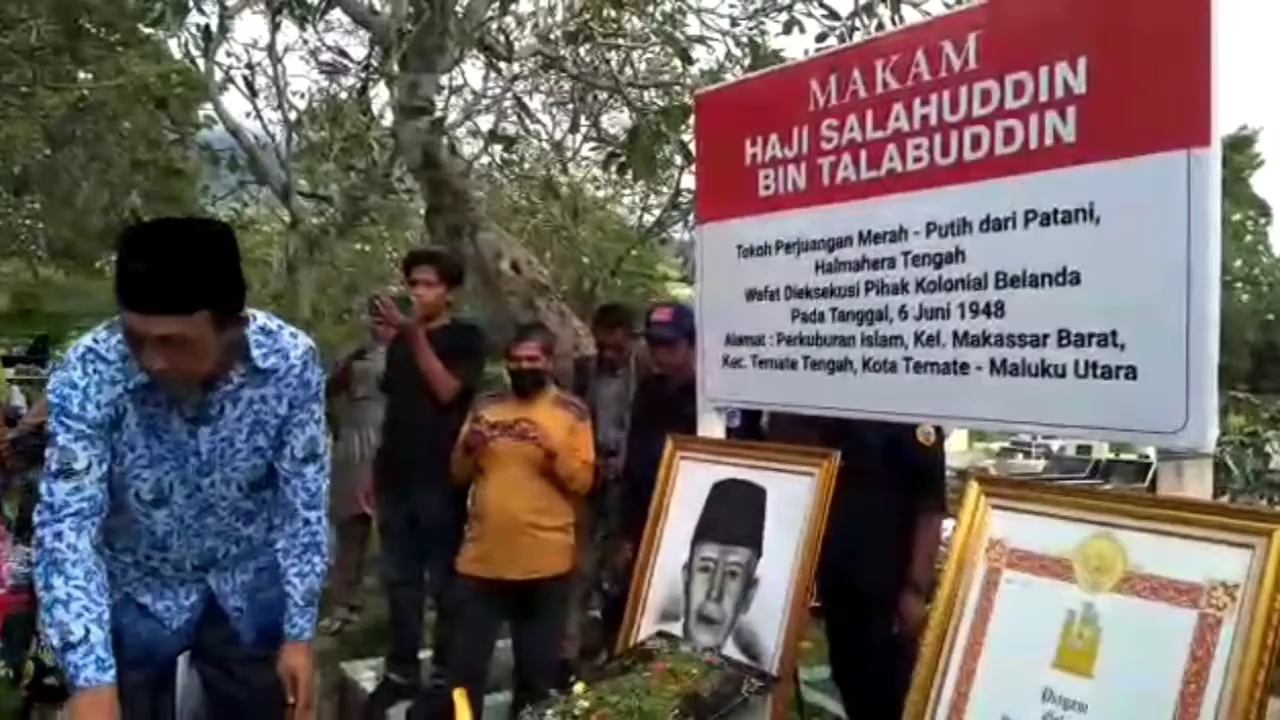 MAKAM
HAJI SALAHUDDIN
BIN TALABUDDIN
Tokoh Perjuangan Merah - Putih dari Patani,
Halmahera Tengah
Wafat Dieksekusi Pihak Kolonial Belanda
Pada Tanggal, 6 Juni 1948
Alamat : Perkuburan Islam, Kel. Makassar Barat,
Kec. Ternate Tengah, Kota Ternate - Maluku Utara
Piagam